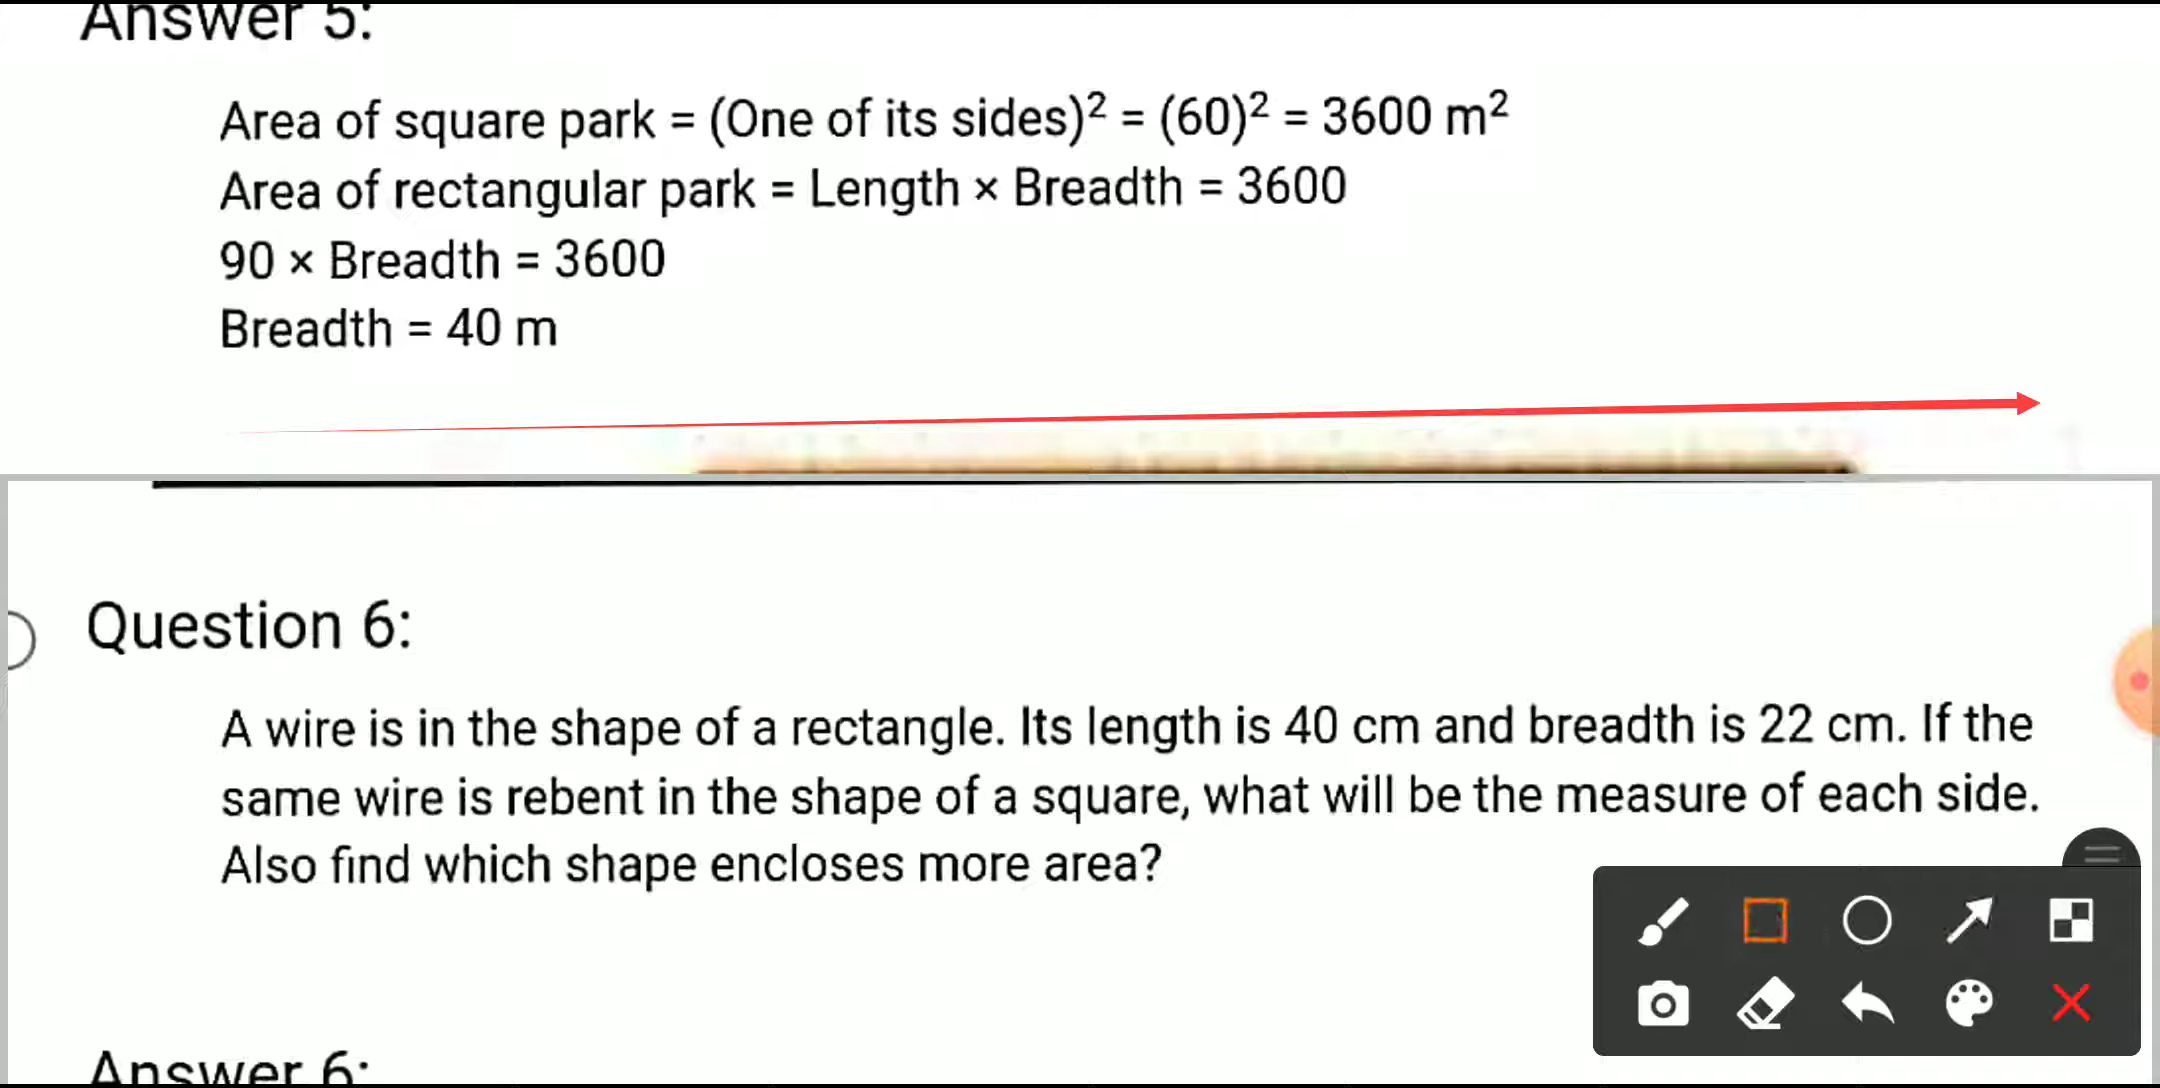 Answer 5:
Area of square park = (One of its sides)² = (60)² = 3600 m²
Area of rectangular park = Length × Breadth = 3600
90 × Breadth = 3600
Breadth = 40 m
Question 6:
A wire is in the shape of a rectangle. Its length is 40 cm and breadth is 22 cm. If the
same wire is rebent in the shape of a square, what will be the measure of each side.
Also find which shape encloses more area?
Answer 6: